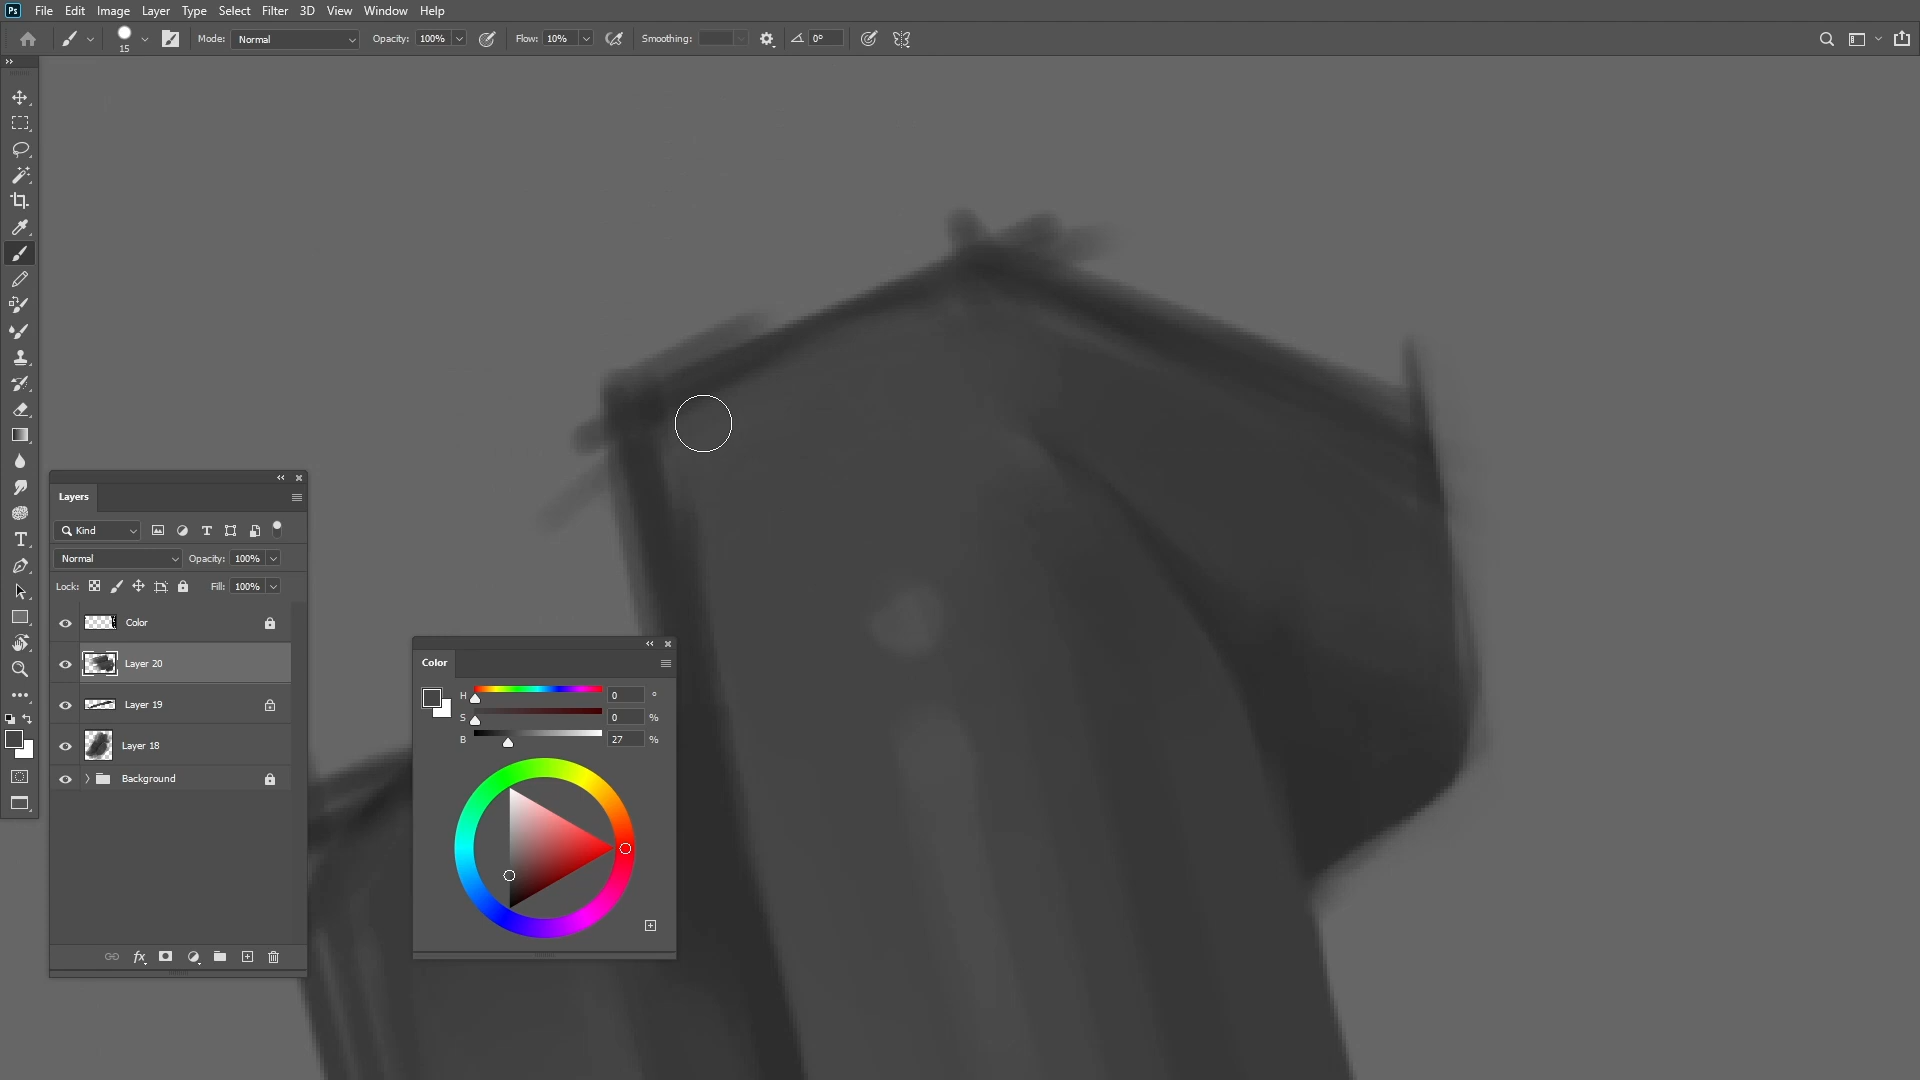 Ps File Edit Image Layer Type Select Filter 3D View Window Help
15 Mode: Normal Opacity: 100% Flow: 10% Smoothing: 0°
Layers
Kind
Normal Opacity: 100%
Lock: Fill: 100%
Color
Layer 20
Layer 19
Layer 18
Background
Color
H 0 °
S 0 %
B 27 %